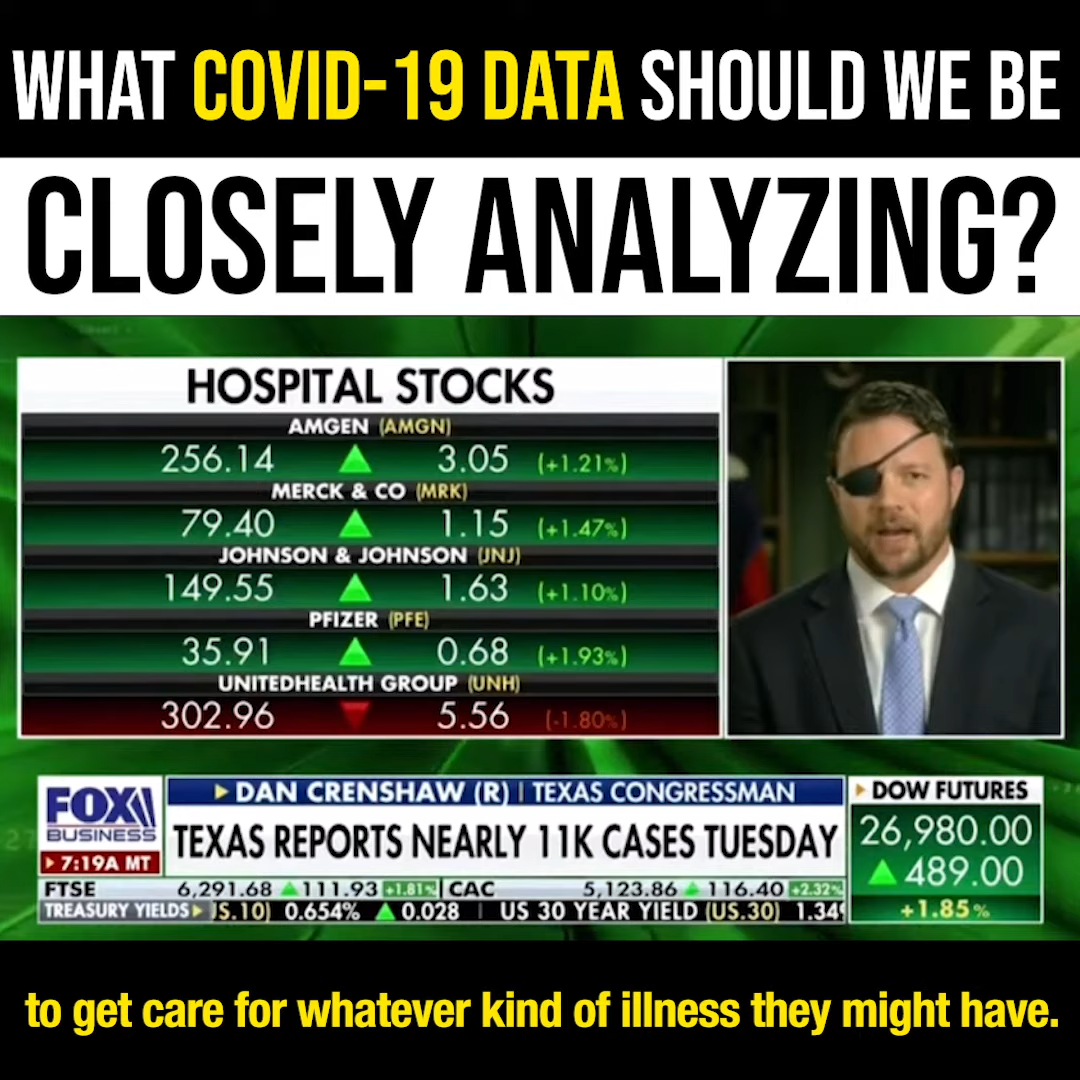 WHAT COVID-19 DATA SHOULD WE BE
CLOSELY ANALYZING?
HOSPITAL STOCKS
AMGEN (AMGN)
256.14 ▲ 3.05 (+1.21%)
MERCK & CO (MRK)
79.40 ▲ 1.15 (+1.47%)
JOHNSON & JOHNSON (JNJ)
149.55 ▲ 1.63 (+1.10%)
PFIZER (PFE)
35.91 ▲ 0.68 (+1.93%)
UNITEDHEALTH GROUP (UNH)
302.96 ▼ 5.56 (-1.80%)
FOX
BUSINESS
7:19A MT
DAN CRENSHAW (R) | TEXAS CONGRESSMAN
TEXAS REPORTS NEARLY 11K CASES TUESDAY
DOW FUTURES
26,980.00
▲ 489.00
+1.85%
FTSE 6,291.68 ▲ 111.93 +1.81% CAC 5,123.86 ▲ 116.40 +2.32%
TREASURY YIELDS S.10) 0.654% ▲ 0.028 US 30 YEAR YIELD (US.30) 1.34
to get care for whatever kind of illness they might have.